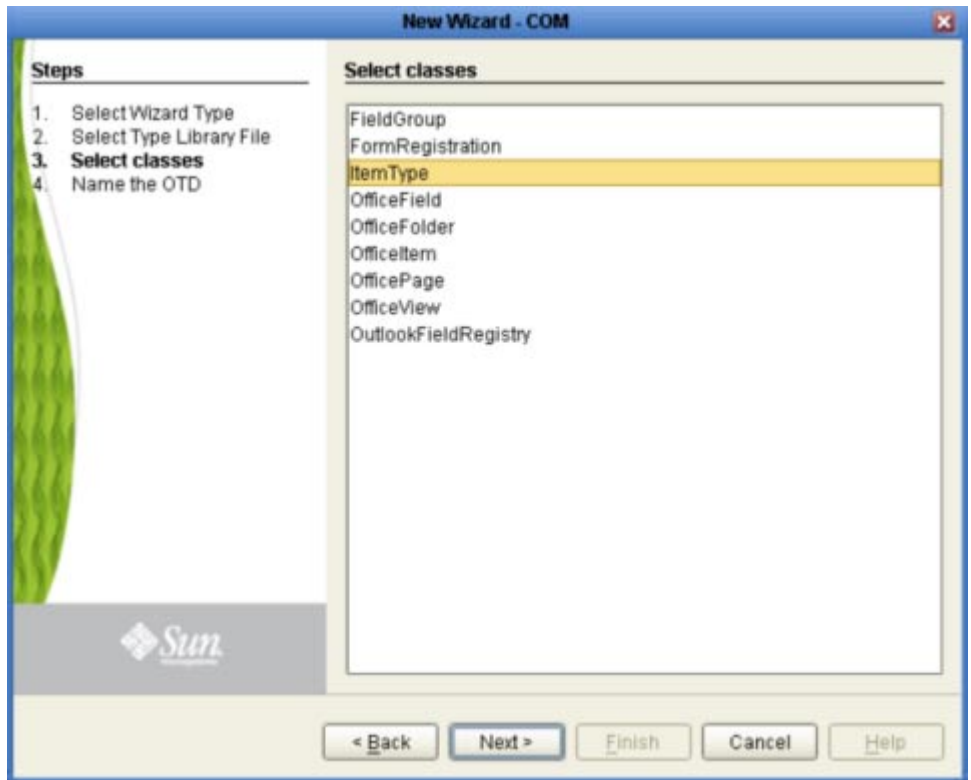 New Wizard - COM
Steps
1. Select Wizard Type
2. Select Type Library File
3. Select classes
4. Name the OTD
Select classes
FieldGroup
FormRegistration
ItemType
OfficeField
OfficeFolder
OfficeItem
OfficePage
OfficeView
OutlookFieldRegistry
Sun
< Back Next > Finish Cancel Help